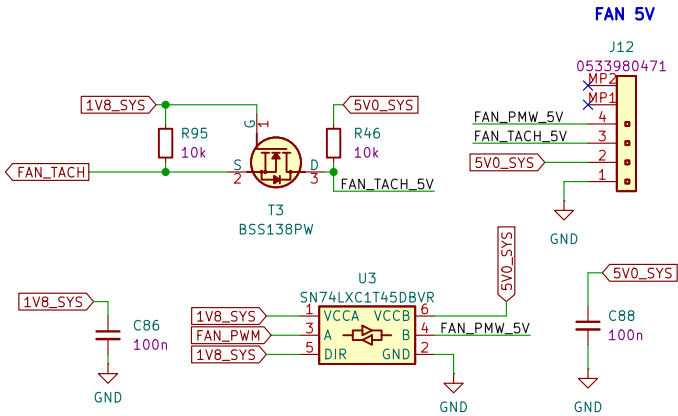 FAN 5V
J12
0533980471
MP2
MP1
FAN_PMW_5V 4
FAN_TACH_5V 3
5V0_SYS 2
1
GND
1V8_SYS
5V0_SYS
G 1
R95
10k
R46
10k
FAN_TACH
S
2
D
3
FAN_TACH_5V
T3
BSS138PW
1V8_SYS
C86
100n
GND
U3
SN74LXC1T45DBVR
5V0_SYS
1V8_SYS 1 VCCA VCCB 6
FAN_PWM 3 A B 4 FAN_PMW_5V
1V8_SYS 5 DIR GND 2
GND
5V0_SYS
C88
100n
GND